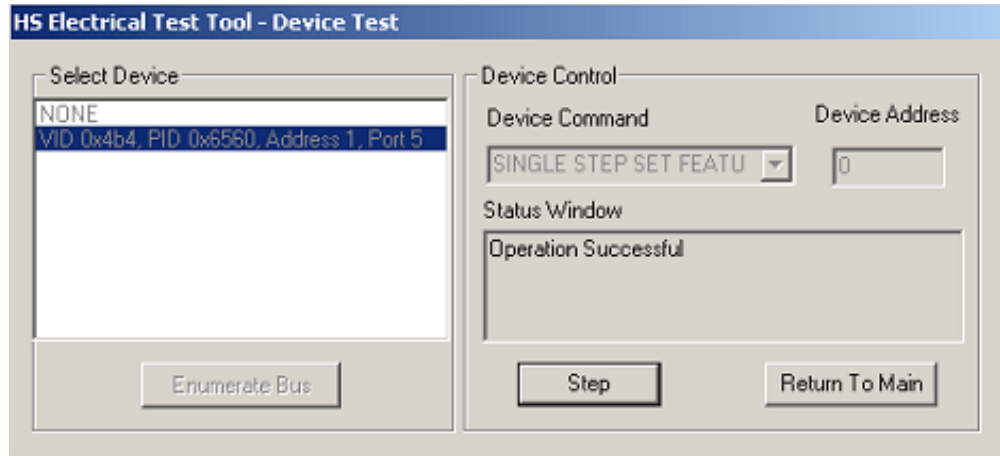 HS Electrical Test Tool - Device Test
Select Device
NONE
VID 0x4b4, PID 0x6560, Address 1, Port 5
Enumerate Bus
Device Control
Device Command
Device Address
SINGLE STEP SET FEATU
0
Status Window
Operation Successful
Step
Return To Main